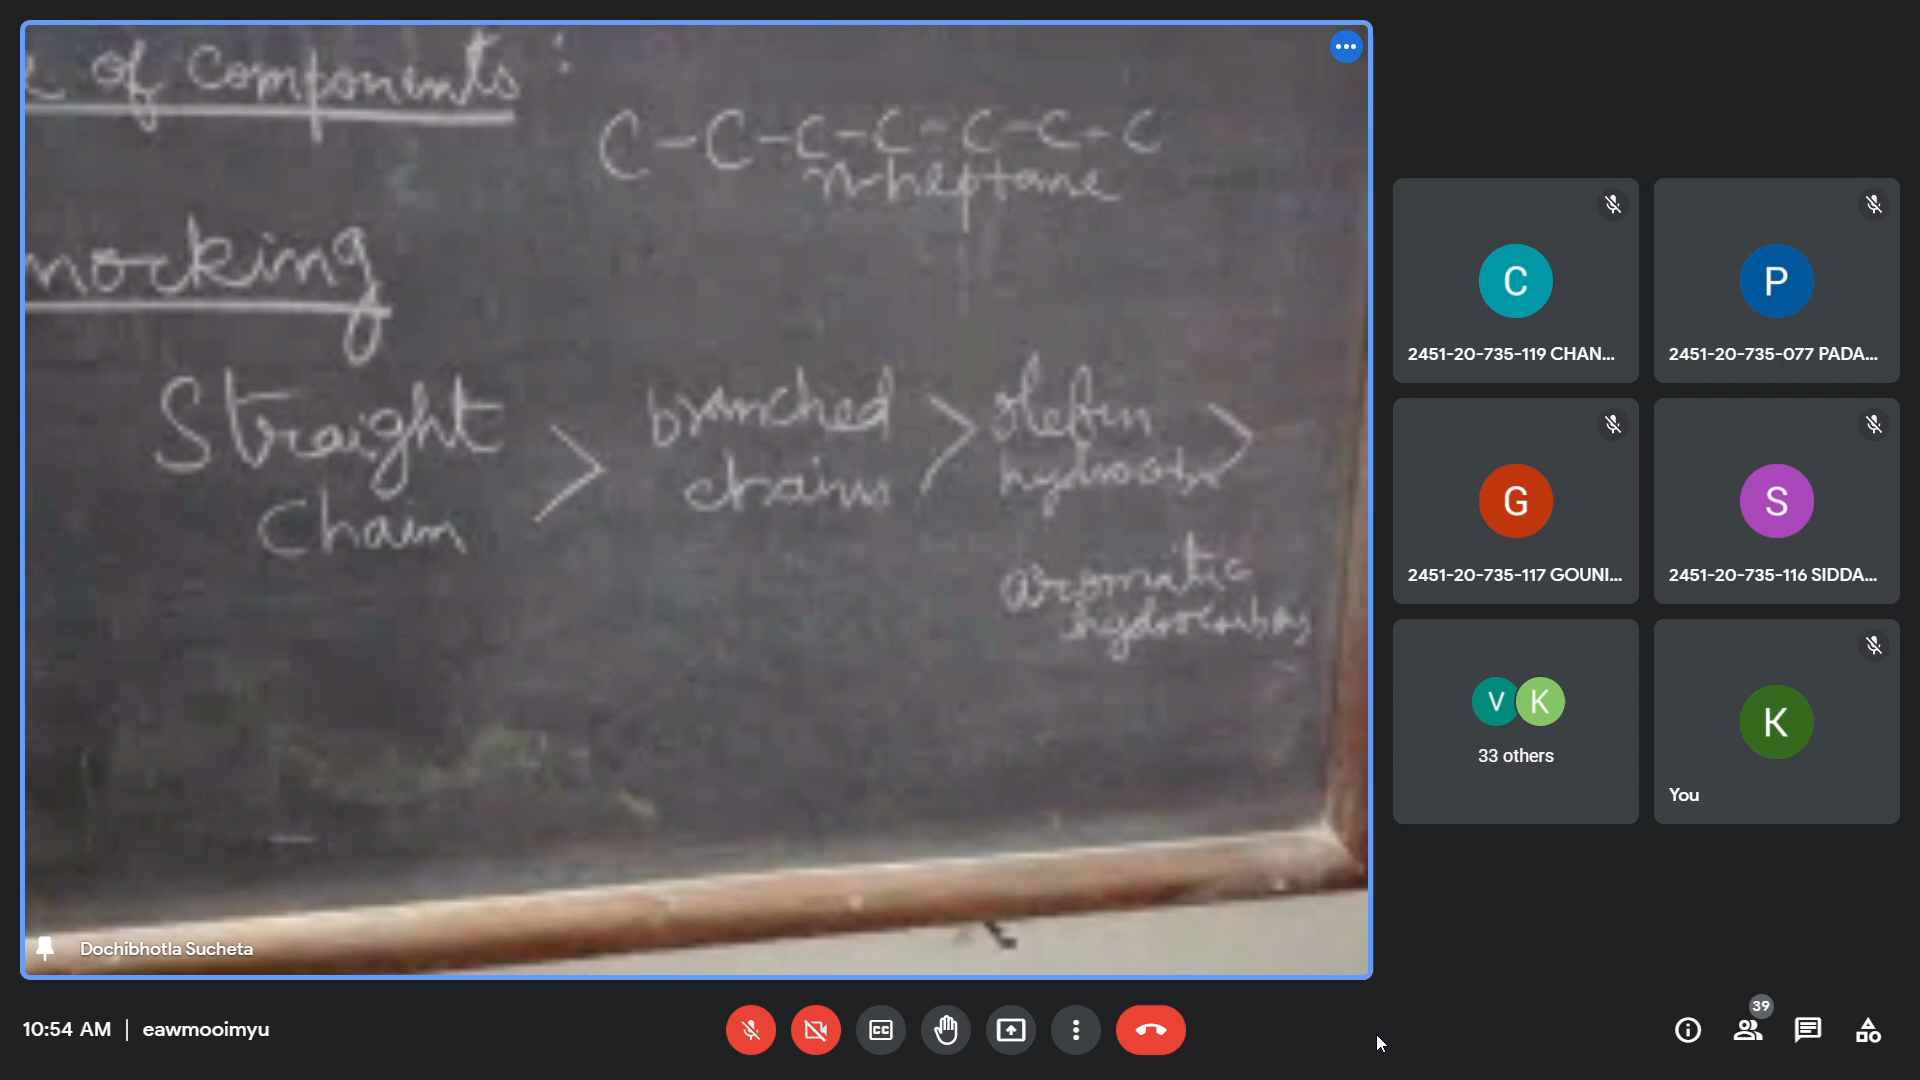 of Components :
C-C-C-C-C-C-C
n-heptane
nocking
Straight > branched > olefin >
Chain chains
aromatic
Dochibhotla Sucheta
C
2451-20-735-119 CHAN...
P
2451-20-735-077 PADA...
G
2451-20-735-117 GOUNI...
S
2451-20-735-116 SIDDA...
V K
33 others
K
You
10:54 AM | eawmooimyu
CC
39